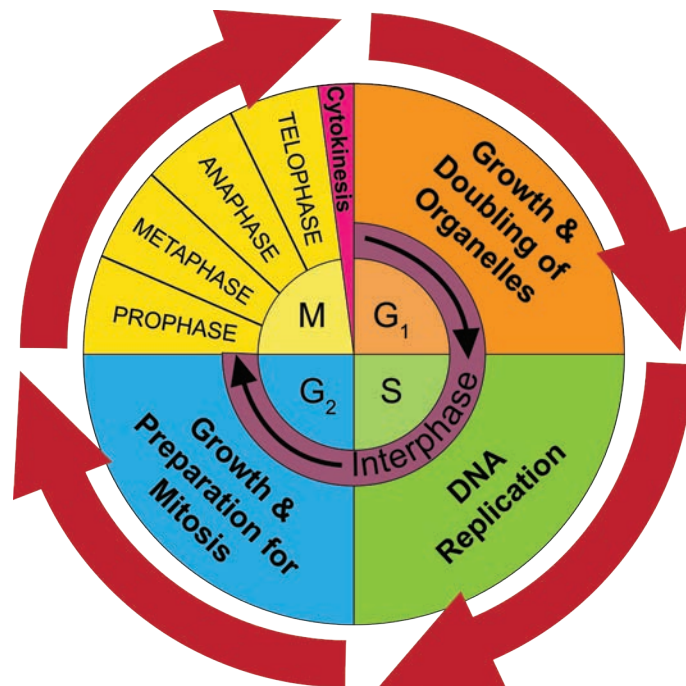 Cytokinesis
TELOPHASE
ANAPHASE
METAPHASE
PROPHASE
Growth &
Doubling of
Organelles
M
G₁
G₂
S
Interphase
DNA
Replication
Growth &
Preparation for
Mitosis